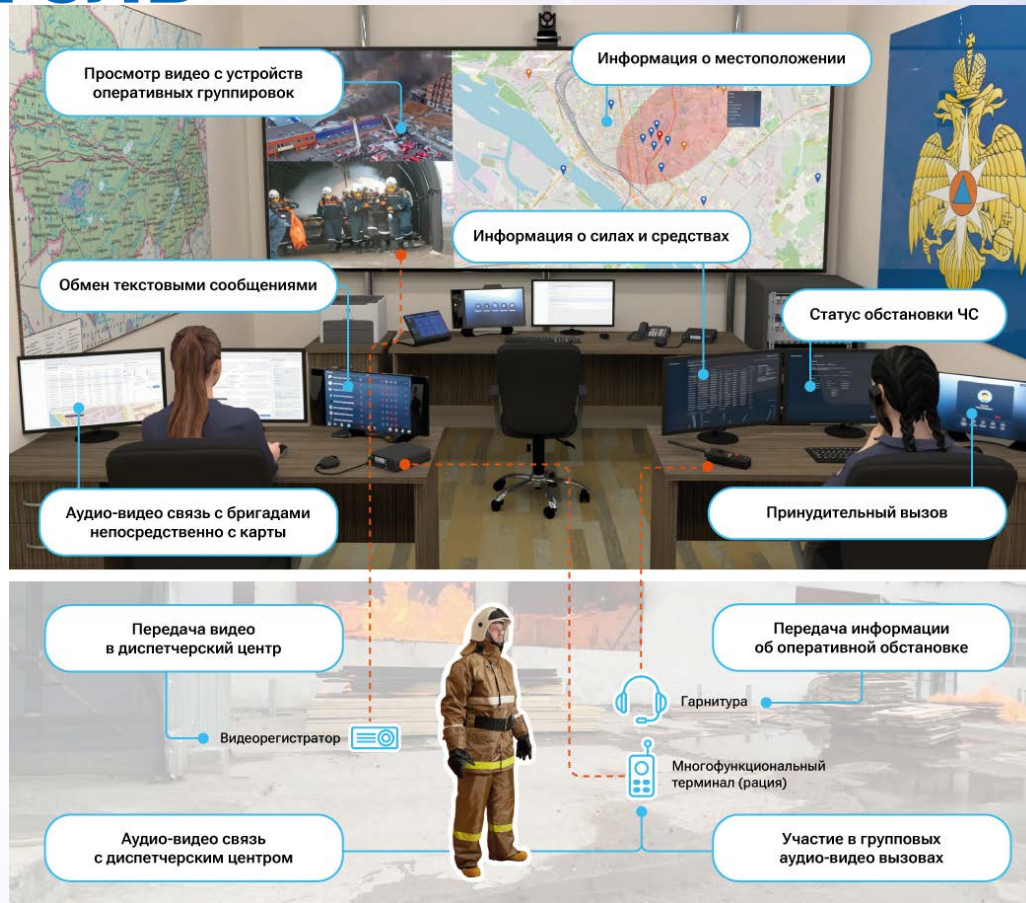 Просмотр видео с устройств
оперативных группировок
Информация о местоположении
Информация о силах и средствах
Обмен текстовыми сообщениями
Статус обстановки ЧС
Аудио-видео связь с бригадами
непосредственно с карты
Принудительный вызов
Передача видео
в диспетчерский центр
Передача информации
об оперативной обстановке
Гарнитура
Видеорегистратор
Многофункциональный
терминал (рация)
Аудио-видео связь
с диспетчерским центром
Участие в групповых
аудио-видео вызовах